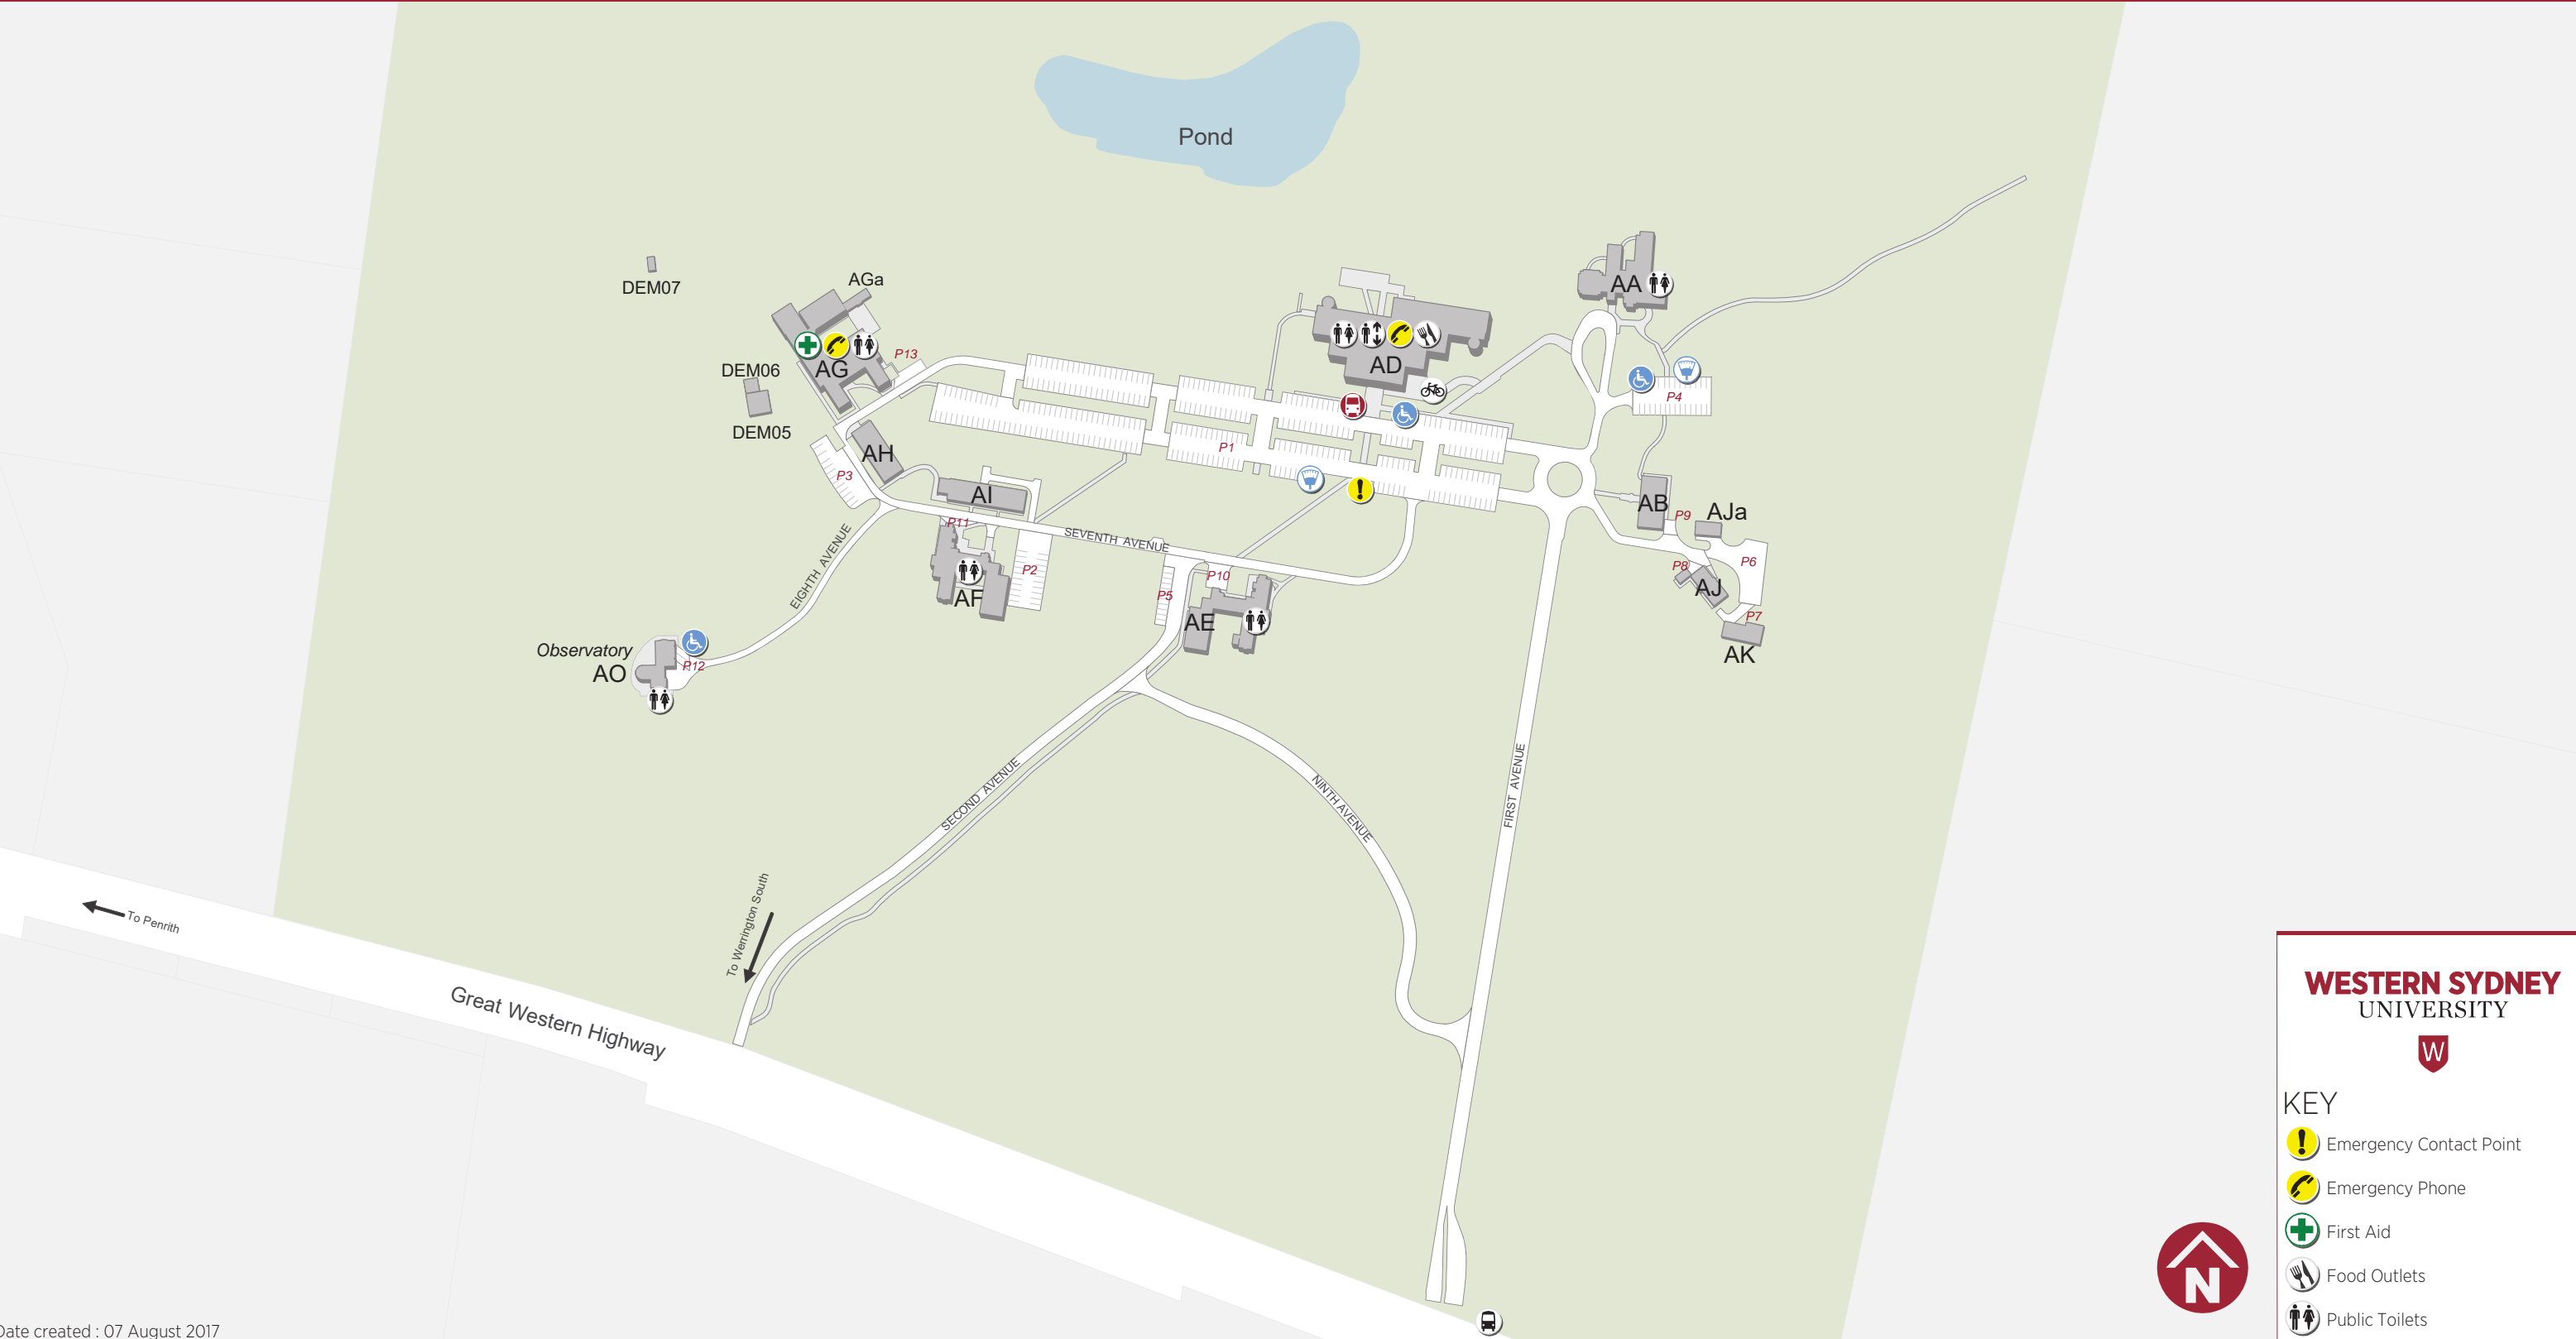 Pond
AA
AGa
DEM07
AD
P13
AG
DEM06
P4
DEM05
P1
AH
P3
AI
AB
P9
AJa
P11
SEVENTH AVENUE
EIGHTH AVENUE
P2
P10
P6
P8
AJ
P5
AF
AE
P7
Observatory
AO
P12
AK
SECOND AVENUE
NINTH AVENUE
FIRST AVENUE
To Penrith
To Werrington South
Great Western Highway
WESTERN SYDNEY
UNIVERSITY
W
KEY
! Emergency Contact Point
Emergency Phone
First Aid
Food Outlets
Public Toilets
N
Date created : 07 August 2017